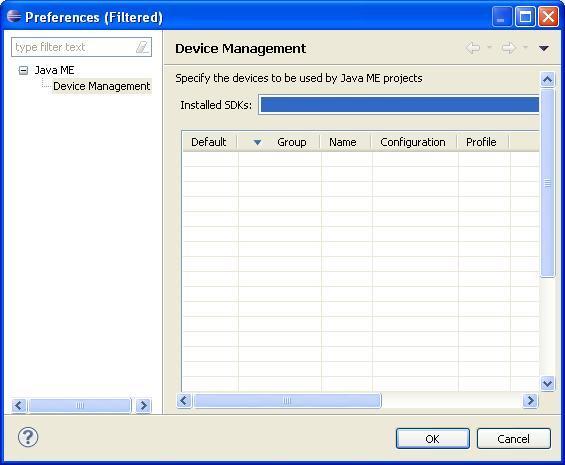 Preferences (Filtered)
type filter text
Java ME
Device Management
Device Management
Specify the devices to be used by Java ME projects
Installed SDKs:
Default Group Name Configuration Profile
?
OK Cancel